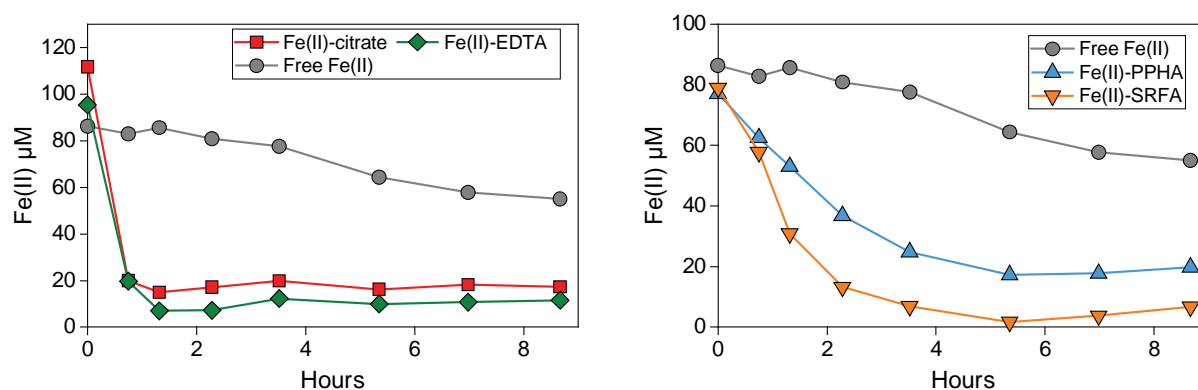 Fe(II)-citrate Fe(II)-EDTA
Free Fe(II)
Fe(II) µM
120
100
80
60
40
20
0
0 2 4 6 8
Hours
Free Fe(II)
Fe(II)-PPHA
Fe(II)-SRFA
Fe(II) µM
100
80
60
40
20
0
0 2 4 6 8
Hours